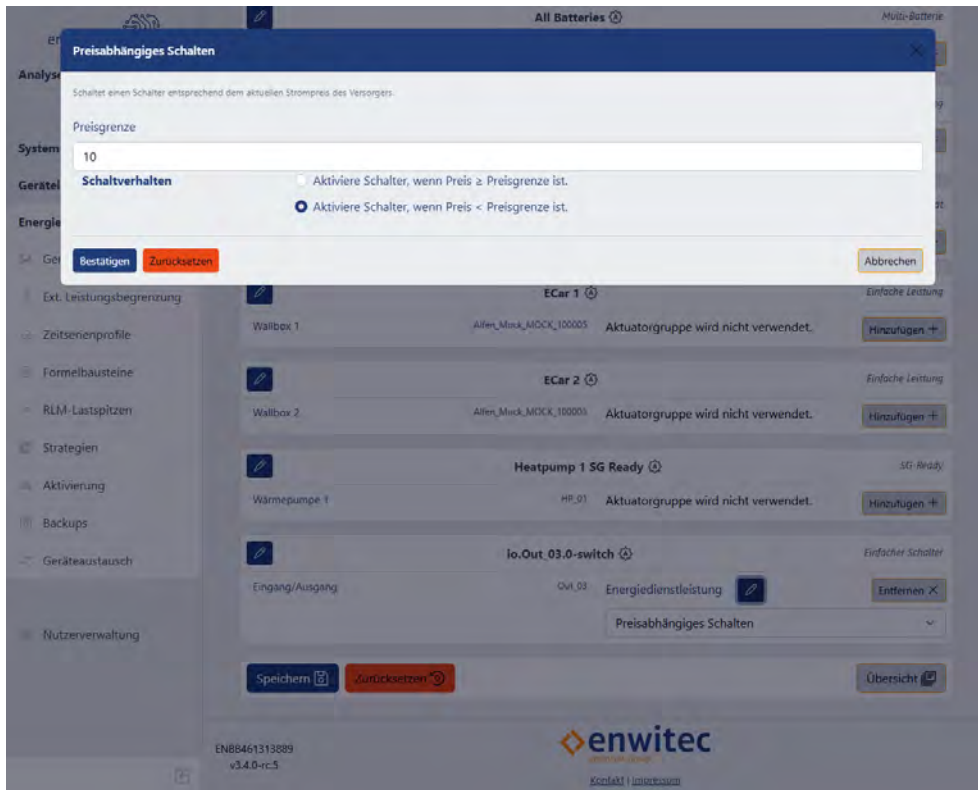 All Batteries
Multi-Batterie
Preisabhängiges Schalten
Analyse
Schaltet einen Schalter entsprechend dem aktuellen Strompreis des Versorgers.
Preisgrenze
10
System
Schaltverhalten
Aktiviere Schalter, wenn Preis ≥ Preisgrenze ist.
Aktiviere Schalter, wenn Preis < Preisgrenze ist.
Energie
Bestätigen
Zurücksetzen
Abbrechen
Ext. Leistungsbegrenzung
Zeitserienprofile
Formelbausteine
RLM-Lastspitzen
Strategien
Aktivierung
Backups
Geräteaustausch
Nutzerverwaltung
ECar 1
Einfache Leistung
Wallbox 1
Alfen_Mock_MOCK_100005
Aktuatorgruppe wird nicht verwendet.
Hinzufügen +
ECar 2
Einfache Leistung
Wallbox 2
Aktuatorgruppe wird nicht verwendet.
Hinzufügen +
Heatpump 1 SG Ready
SG-Ready
Wärmepumpe 1
HP_01
Aktuatorgruppe wird nicht verwendet.
Hinzufügen +
io.Out_03.0-switch
Einfacher Schalter
Eingang/Ausgang
Out_03
Energiedienstleistung
Entfernen ✕
Preisabhängiges Schalten
Speichern
Zurücksetzen
Übersicht
EN8B461313889
v3.4.0-rc.5
enwitec
Kontakt | Impressum